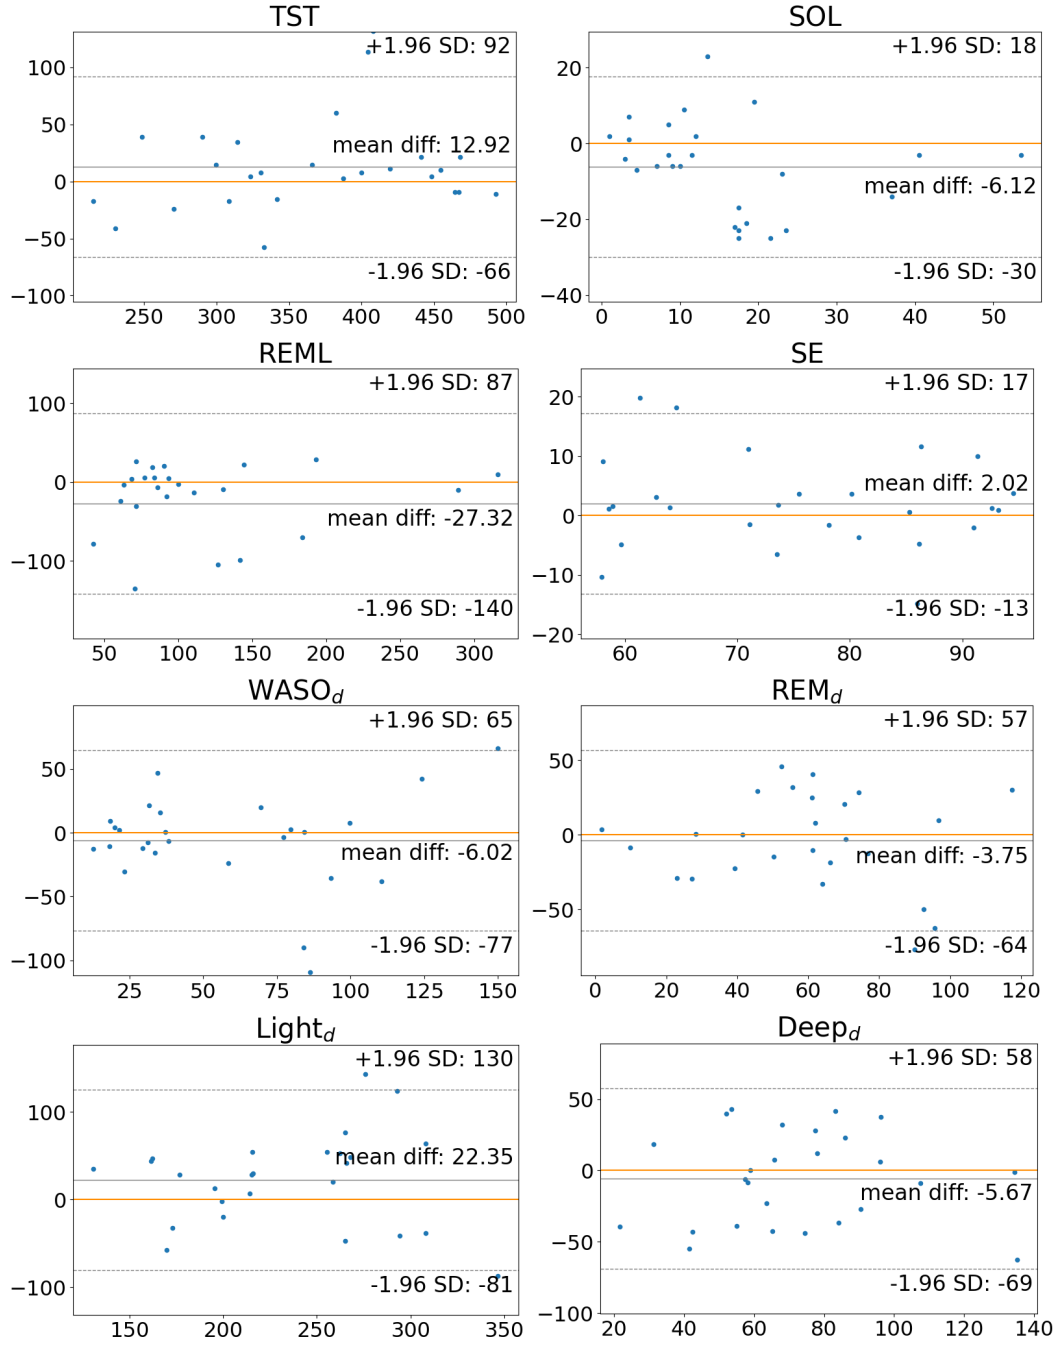 TST
+1.96 SD: 92
mean diff: 12.92
-1.96 SD: -66
100
50
0
−50
−100
250 300 350 400 450 500
SOL
+1.96 SD: 18
mean diff: -6.12
-1.96 SD: -30
20
0
−20
−40
0 10 20 30 40 50
REML
+1.96 SD: 87
mean diff: -27.32
-1.96 SD: -140
100
0
−100
50 100 150 200 250 300
SE
+1.96 SD: 17
mean diff: 2.02
-1.96 SD: -13
20
10
0
−10
−20
60 70 80 90
WASOd
+1.96 SD: 65
mean diff: -6.02
-1.96 SD: -77
50
0
−50
−100
25 50 75 100 125 150
REMd
+1.96 SD: 57
mean diff: -3.75
-1.96 SD: -64
50
0
−50
0 20 40 60 80 100 120
Lightd
+1.96 SD: 130
mean diff: 22.35
-1.96 SD: -81
100
0
−100
150 200 250 300 350
Deepd
+1.96 SD: 58
mean diff: -5.67
-1.96 SD: -69
50
0
−50
−100
20 40 60 80 100 120 140